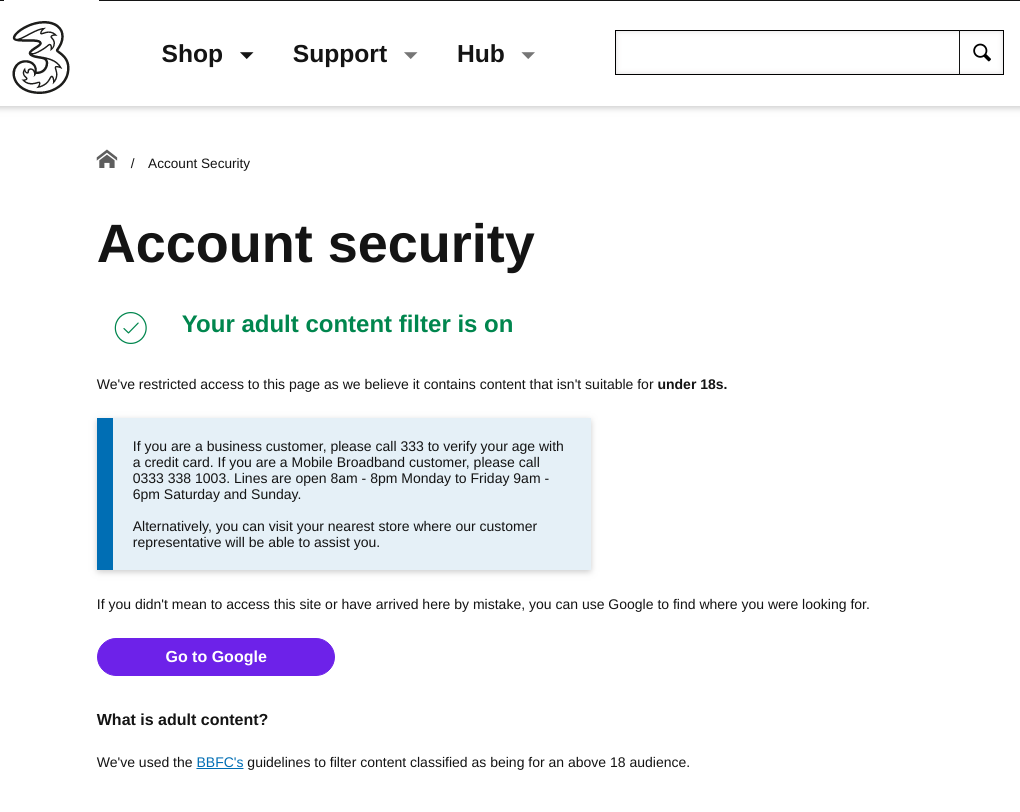 Shop Support Hub
/ Account Security
Account security
Your adult content filter is on
We've restricted access to this page as we believe it contains content that isn't suitable for under 18s.
If you are a business customer, please call 333 to verify your age with
a credit card. If you are a Mobile Broadband customer, please call
0333 338 1003. Lines are open 8am - 8pm Monday to Friday 9am -
6pm Saturday and Sunday.
Alternatively, you can visit your nearest store where our customer
representative will be able to assist you.
If you didn't mean to access this site or have arrived here by mistake, you can use Google to find where you were looking for.
Go to Google
What is adult content?
We've used the BBFC's guidelines to filter content classified as being for an above 18 audience.